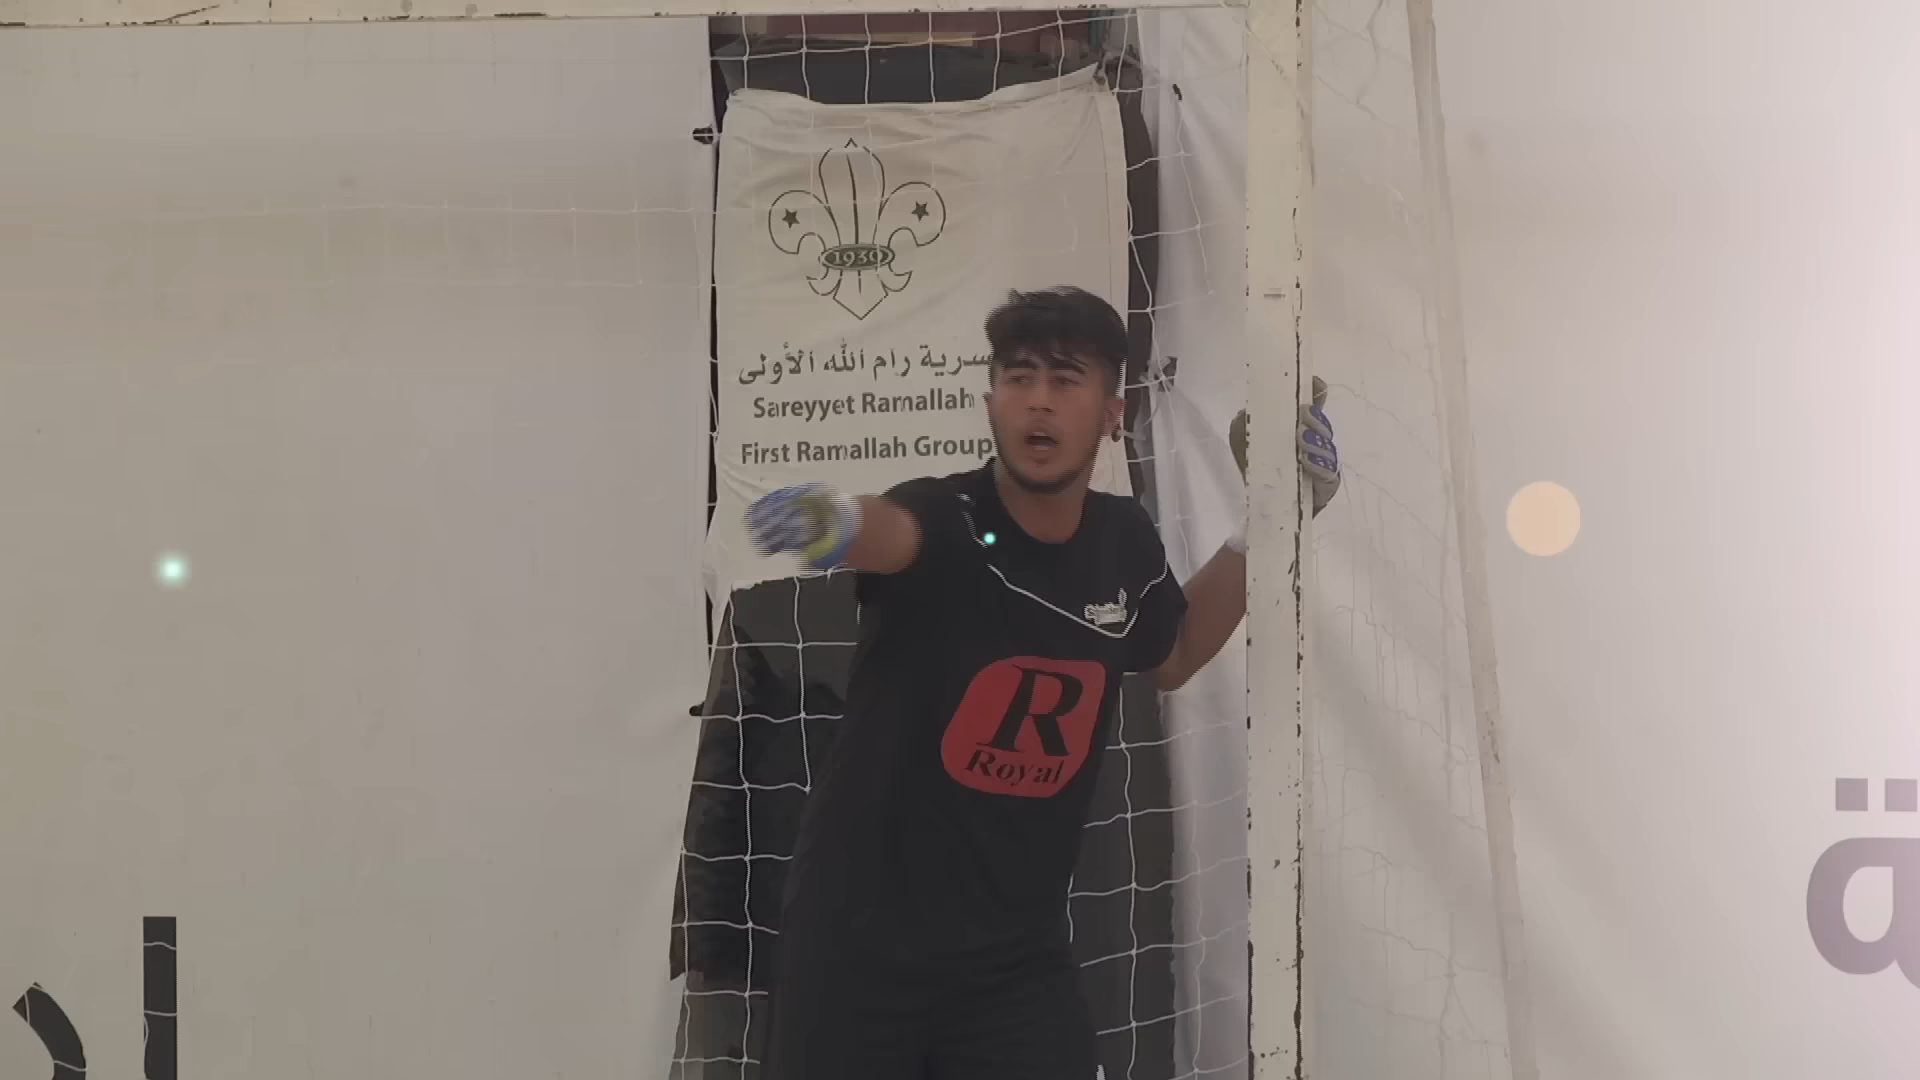 1930
سرية رام الله الأولى
Sareyyet Ramallah
First Ramallah Group
R
Royal